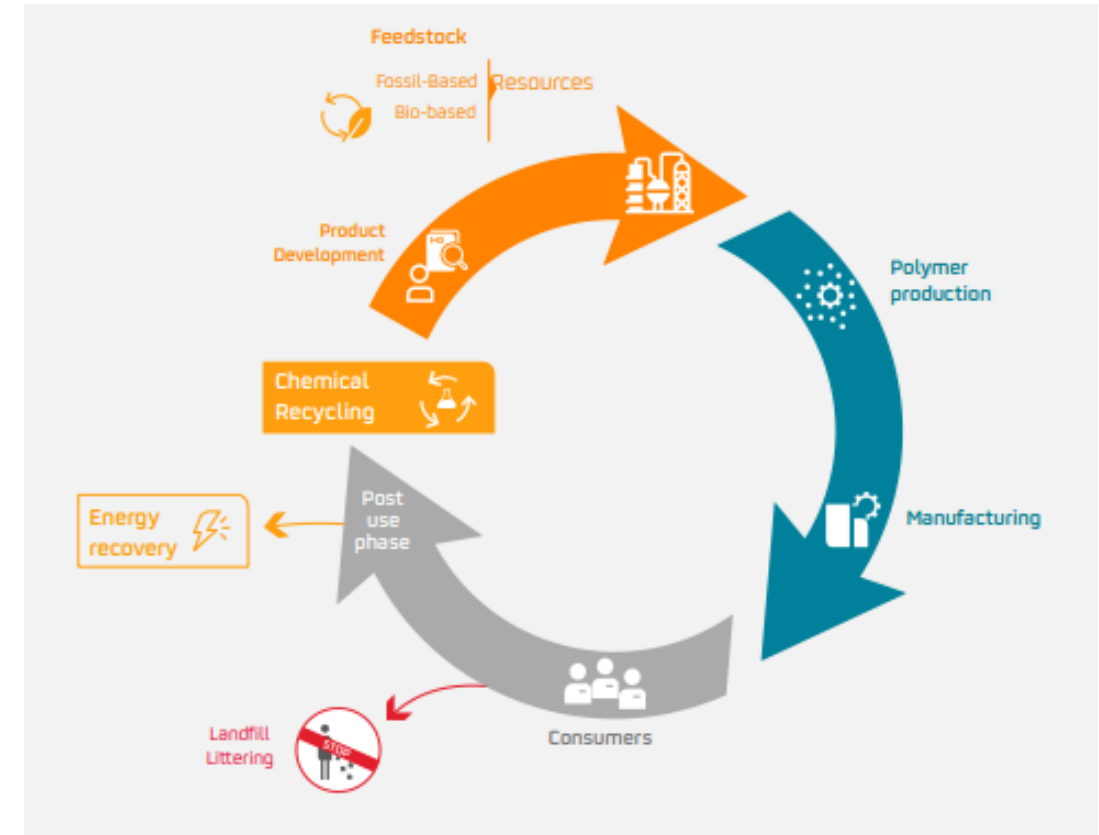 Feedstock
Fossil-Based
Bio-based
Resources
Product
Development
Polymer
production
Chemical
Recycling
Post
use
phase
Energy
recovery
Manufacturing
Consumers
Landfill
Littering
STOP